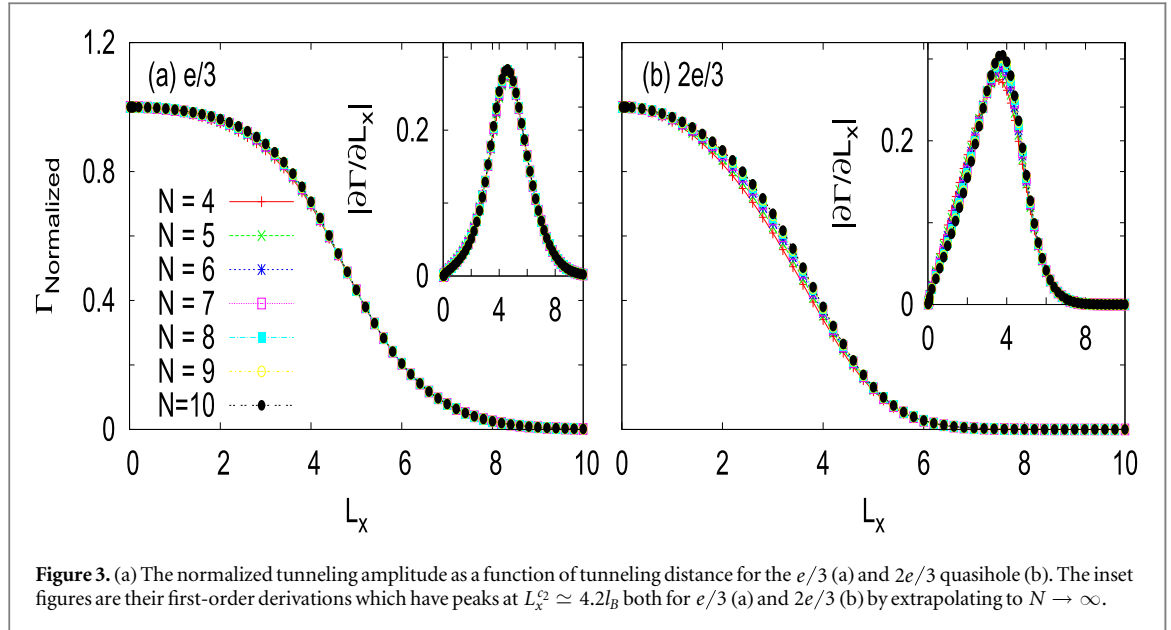 (a) e/3
(b) 2e/3
1.2
0.8
0.4
0
Γ Normalized
N = 4
N = 5
N = 6
N = 7
N = 8
N = 9
N=10
0 2 4 6 8 10
L_x
|∂Γ/∂L_x|
0.2
0
0 4 8
0 2 4 6 8 10
L_x
|∂Γ/∂L_x|
0.2
0
0 4 8
Figure 3. (a) The normalized tunneling amplitude as a function of tunneling distance for the e/3 (a) and 2e/3 quasihole (b). The inset
figures are their first-order derivations which have peaks at L_x^{c_2} ≃ 4.2l_B both for e/3 (a) and 2e/3 (b) by extrapolating to N → ∞.